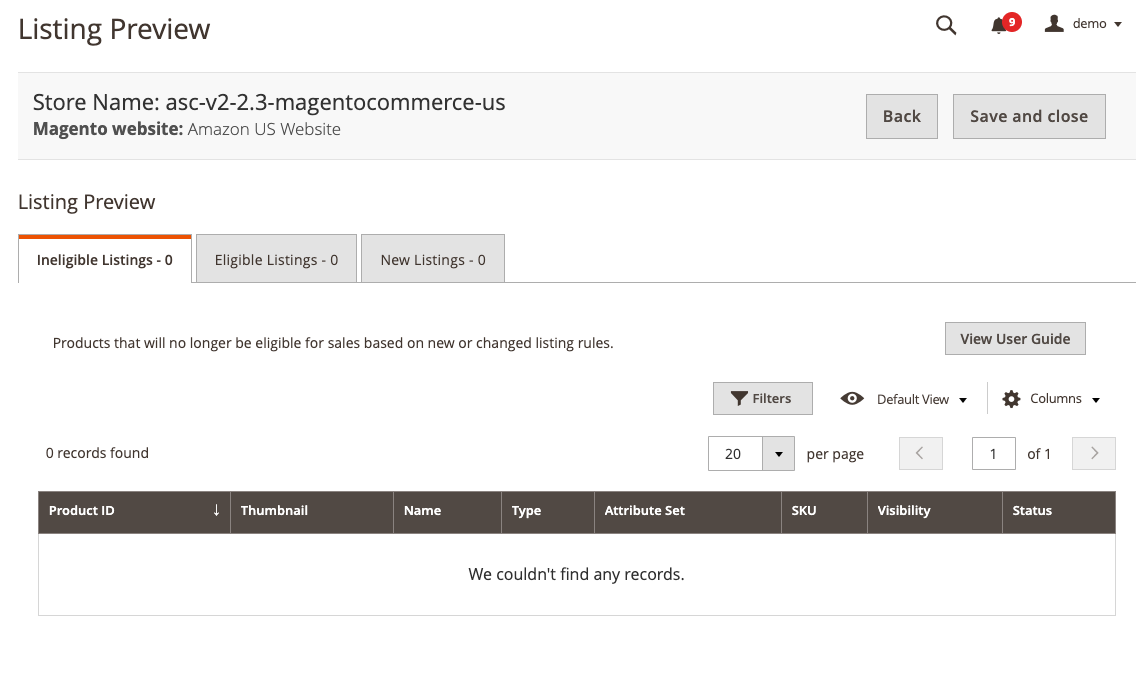 Listing Preview
9
demo
Store Name: asc-v2-2.3-magentocommerce-us
Magento website: Amazon US Website
Back
Save and close
Listing Preview
Ineligible Listings - 0
Eligible Listings - 0
New Listings - 0
Products that will no longer be eligible for sales based on new or changed listing rules.
View User Guide
Filters
Default View
Columns
0 records found
20
per page
1
of 1
Product ID ↓ Thumbnail Name Type Attribute Set SKU Visibility Status
We couldn't find any records.